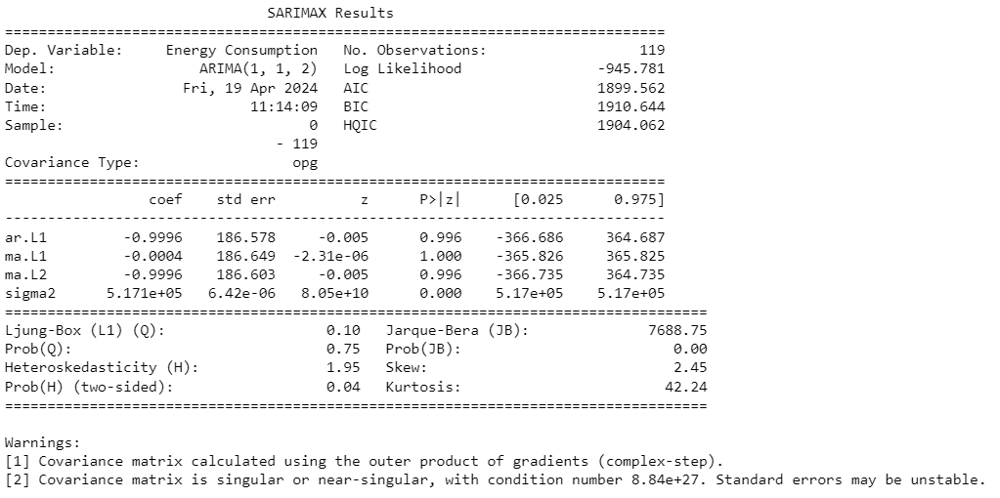 SARIMAX Results
==============================================================================
Dep. Variable:     Energy Consumption   No. Observations:                  119
Model:                 ARIMA(1, 1, 2)   Log Likelihood                -945.781
Date:                Fri, 19 Apr 2024   AIC                           1899.562
Time:                        11:14:09   BIC                           1910.644
Sample:                             0   HQIC                          1904.062
                                - 119
Covariance Type:                  opg
==============================================================================
                 coef    std err          z      P>|z|      [0.025      0.975]
------------------------------------------------------------------------------
ar.L1         -0.9996    186.578     -0.005      0.996    -366.686     364.687
ma.L1         -0.0004    186.649  -2.31e-06      1.000    -365.826     365.825
ma.L2         -0.9996    186.603     -0.005      0.996    -366.735     364.735
sigma2      5.171e+05   6.42e-06   8.05e+10      0.000    5.17e+05    5.17e+05
===================================================================================
Ljung-Box (L1) (Q):                   0.10   Jarque-Bera (JB):              7688.75
Prob(Q):                              0.75   Prob(JB):                         0.00
Heteroskedasticity (H):               1.95   Skew:                             2.45
Prob(H) (two-sided):                  0.04   Kurtosis:                        42.24
===================================================================================
Warnings:
[1] Covariance matrix calculated using the outer product of gradients (complex-step).
[2] Covariance matrix is singular or near-singular, with condition number 8.84e+27. Standard errors may be unstable.